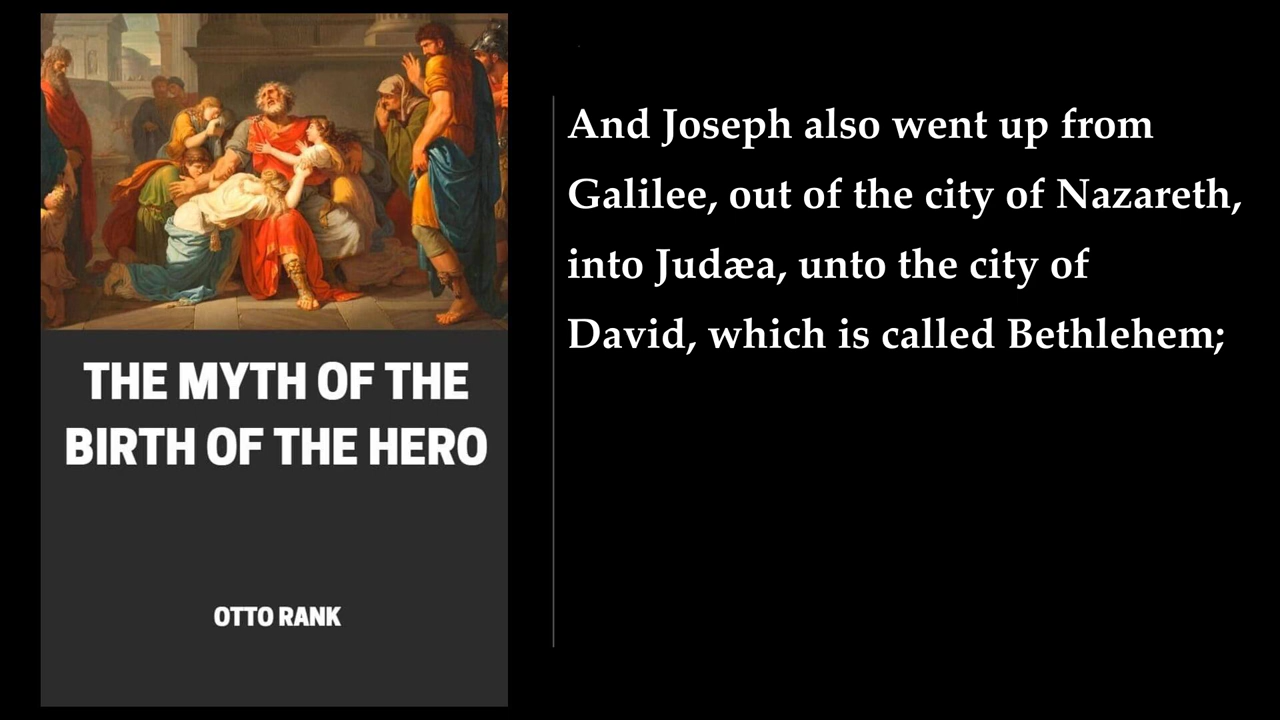 THE MYTH OF THE
BIRTH OF THE HERO
OTTO RANK
And Joseph also went up from
Galilee, out of the city of Nazareth,
into Judæa, unto the city of
David, which is called Bethlehem;